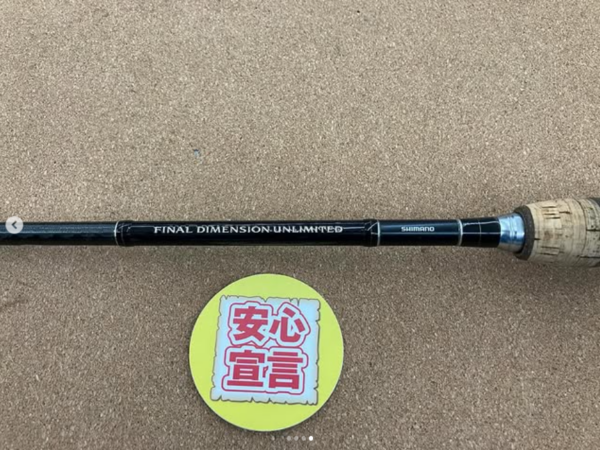 FINAL DIMENSION UNLIMITED
SHIMANO
安心
宣言